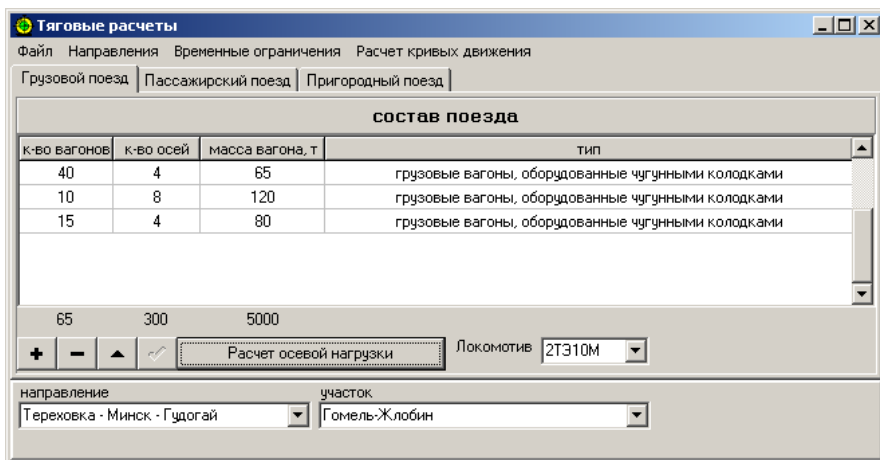 Тяговые расчеты
Файл Направления Временные ограничения Расчет кривых движения
Грузовой поезд Пассажирский поезд Пригородный поезд
состав поезда
к-во вагонов к-во осей масса вагона, т тип
40 4 65 грузовые вагоны, оборудованные чугунными колодками
10 8 120 грузовые вагоны, оборудованные чугунными колодками
15 4 80 грузовые вагоны, оборудованные чугунными колодками
65 300 5000
Расчет осевой нагрузки Локомотив 2ТЭ10М
направление участок
Тереховка - Минск - Гудогай Гомель-Жлобин